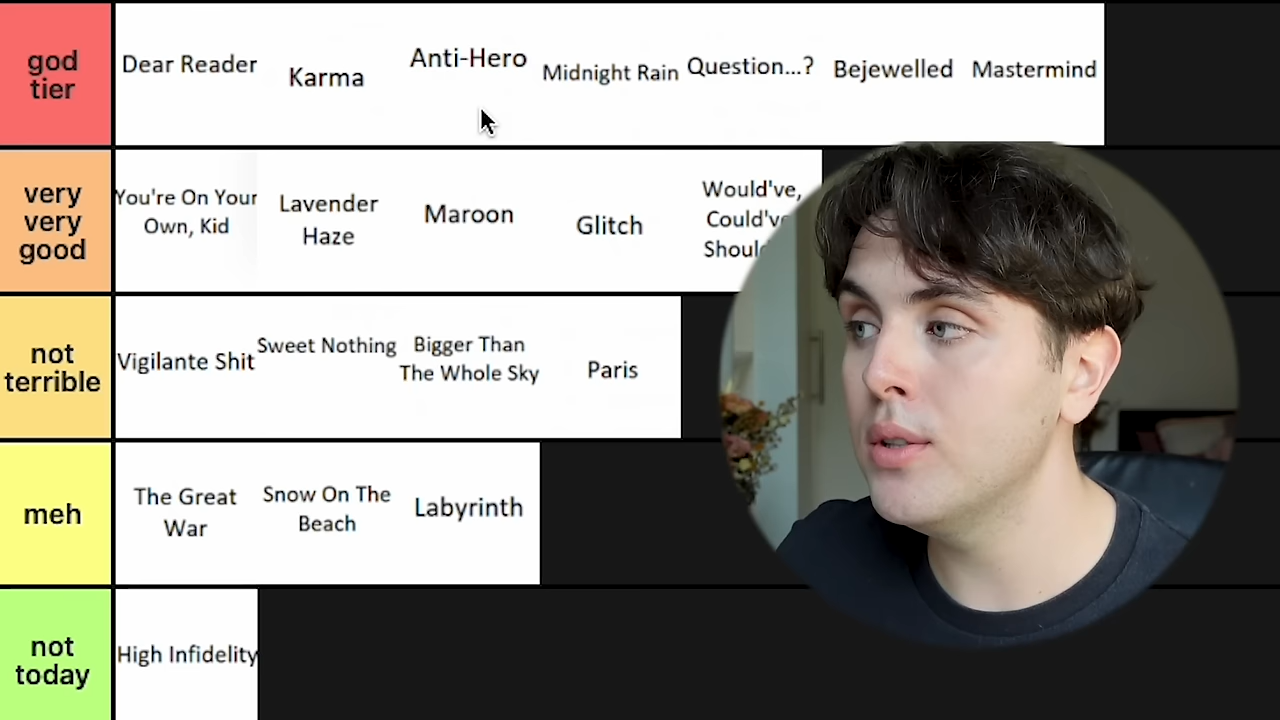 god
tier
Dear Reader
Karma
Anti-Hero
Midnight Rain
Question...?
Bejewelled
Mastermind
very
very
good
You're On Your
Own, Kid
Lavender
Haze
Maroon
Glitch
Would've,
Could've
not
terrible
Vigilante Shit
Sweet Nothing
Bigger Than
The Whole Sky
Paris
meh
The Great
War
Snow On The
Beach
Labyrinth
not
today
High Infidelity